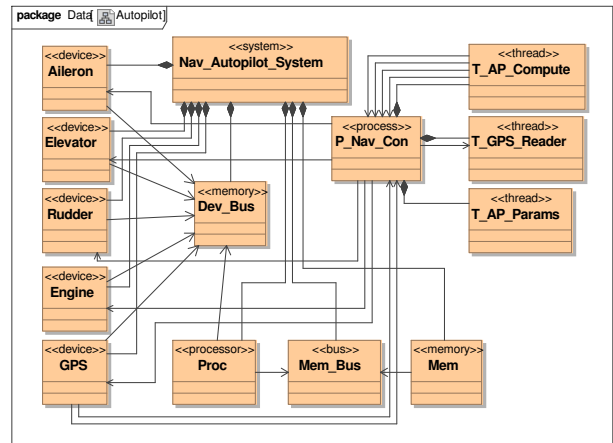 package Data[ Autopilot]
<<device>>
Aileron
<<system>>
Nav_Autopilot_System
<<thread>>
T_AP_Compute
<<device>>
Elevator
<<process>>
P_Nav_Con
<<thread>>
T_GPS_Reader
<<device>>
Rudder
<<memory>>
Dev_Bus
<<thread>>
T_AP_Params
<<device>>
Engine
<<device>>
GPS
<<processor>>
Proc
<<bus>>
Mem_Bus
<<memory>>
Mem